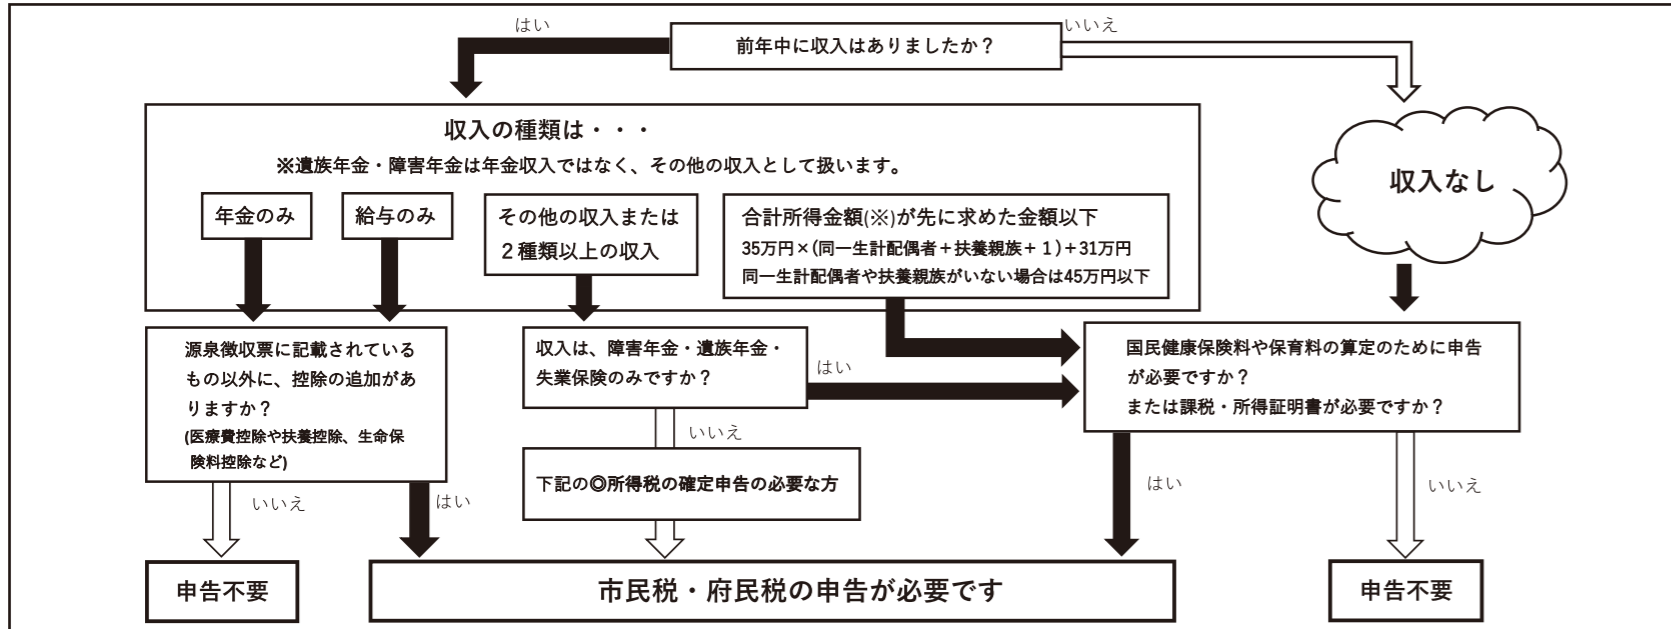 はい
前年中に収入はありましたか？
いいえ
収入の種類は・・・
※遺族年金・障害年金は年金収入ではなく、その他の収入として扱います。
収入なし
年金のみ
給与のみ
その他の収入または
２種類以上の収入
合計所得金額(※)が先に求めた金額以下
35万円×(同一生計配偶者＋扶養親族＋１)＋31万円
同一生計配偶者や扶養親族がいない場合は45万円以下
源泉徴収票に記載されている
もの以外に、控除の追加があ
りますか？
(医療費控除や扶養控除、生命保
険料控除など)
収入は、障害年金・遺族年金・
失業保険のみですか？
はい
国民健康保険料や保育料の算定のために申告
が必要ですか？
または課税・所得証明書が必要ですか？
いいえ
下記の◎所得税の確定申告の必要な方
いいえ
はい
はい
いいえ
申告不要
市民税・府民税の申告が必要です
申告不要